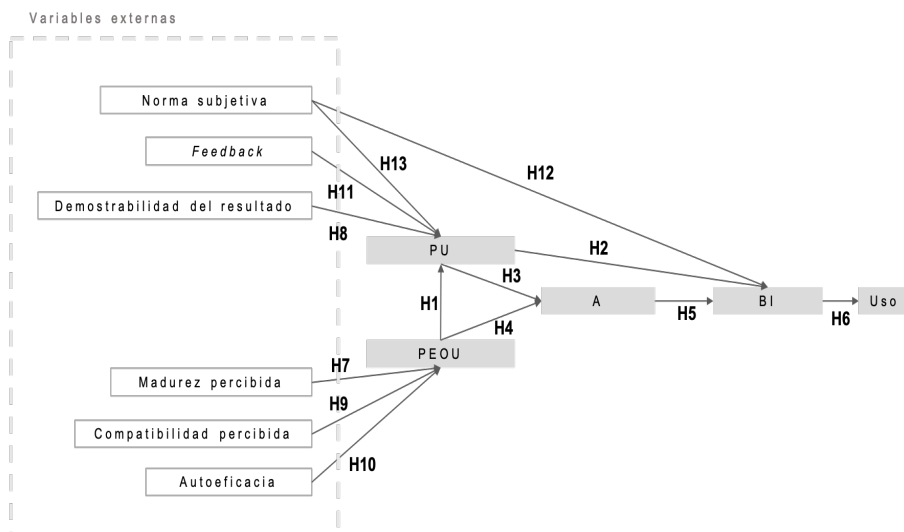 Variables externas
Norma subjetiva
H13
H12
Feedback
H11
Demostrabilidad del resultado
H8
PU
H2
H3
H1
A
H5
BI
H6
Uso
H4
PEOU
H7
Madurez percibida
H9
Compatibilidad percibida
H10
Autoeficacia